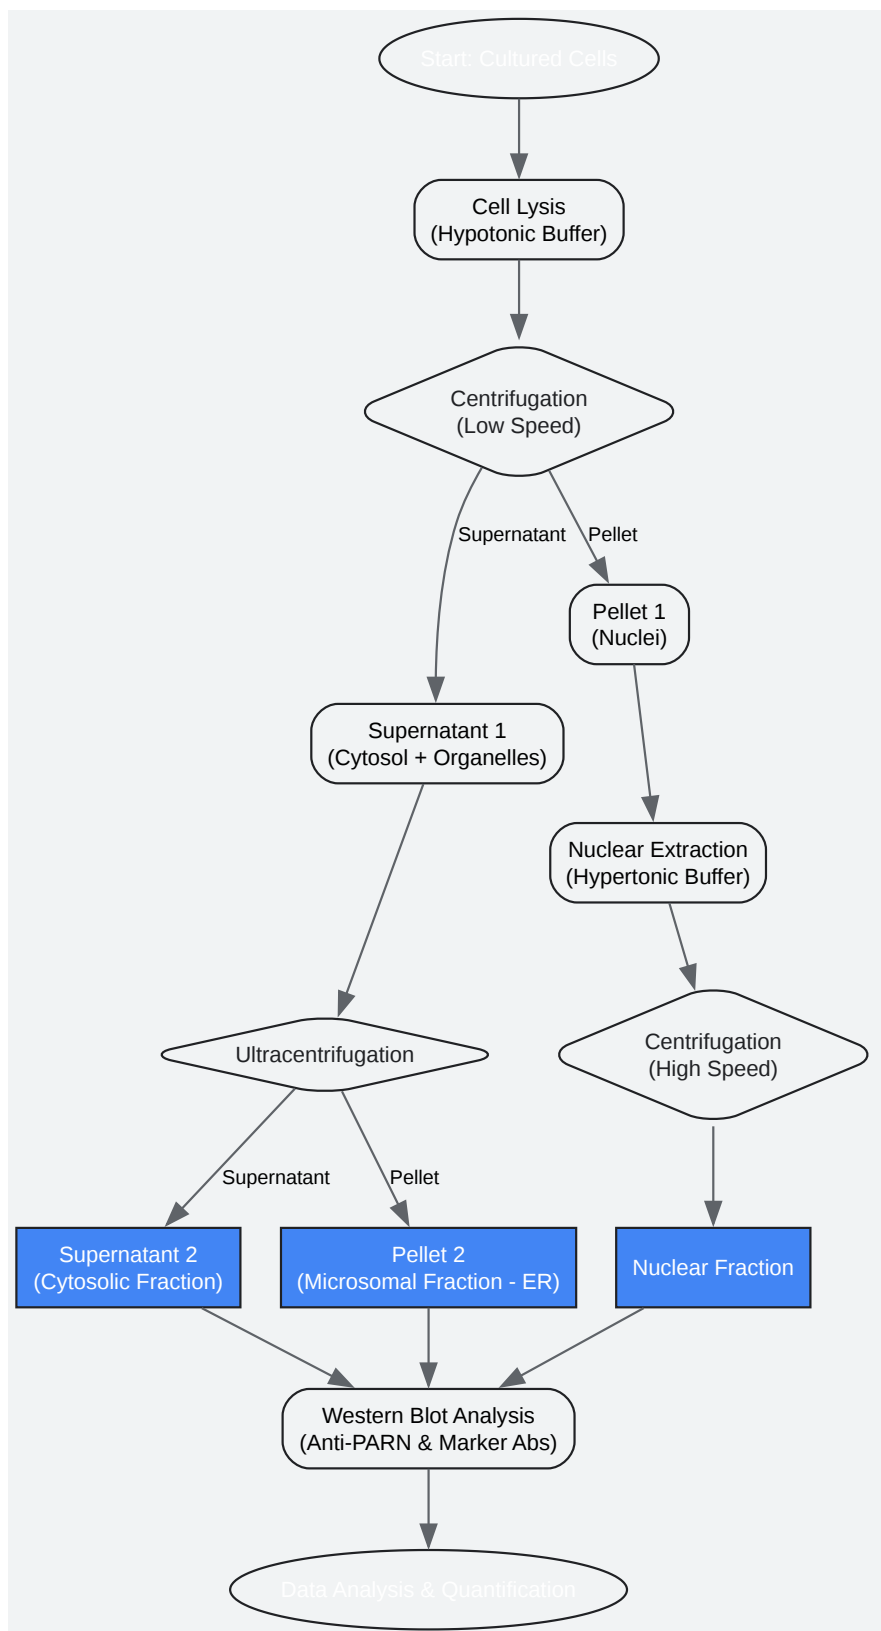 Start: Cultured Cells
Cell Lysis
(Hypotonic Buffer)
Centrifugation
(Low Speed)
Supernatant
Pellet
Pellet 1
(Nuclei)
Supernatant 1
(Cytosol + Organelles)
Nuclear Extraction
(Hypertonic Buffer)
Ultracentrifugation
Centrifugation
(High Speed)
Supernatant
Pellet
Supernatant 2
(Cytosolic Fraction)
Pellet 2
(Microsomal Fraction - ER)
Nuclear Fraction
Western Blot Analysis
(Anti-PARN & Marker Abs)
Data Analysis & Quantification